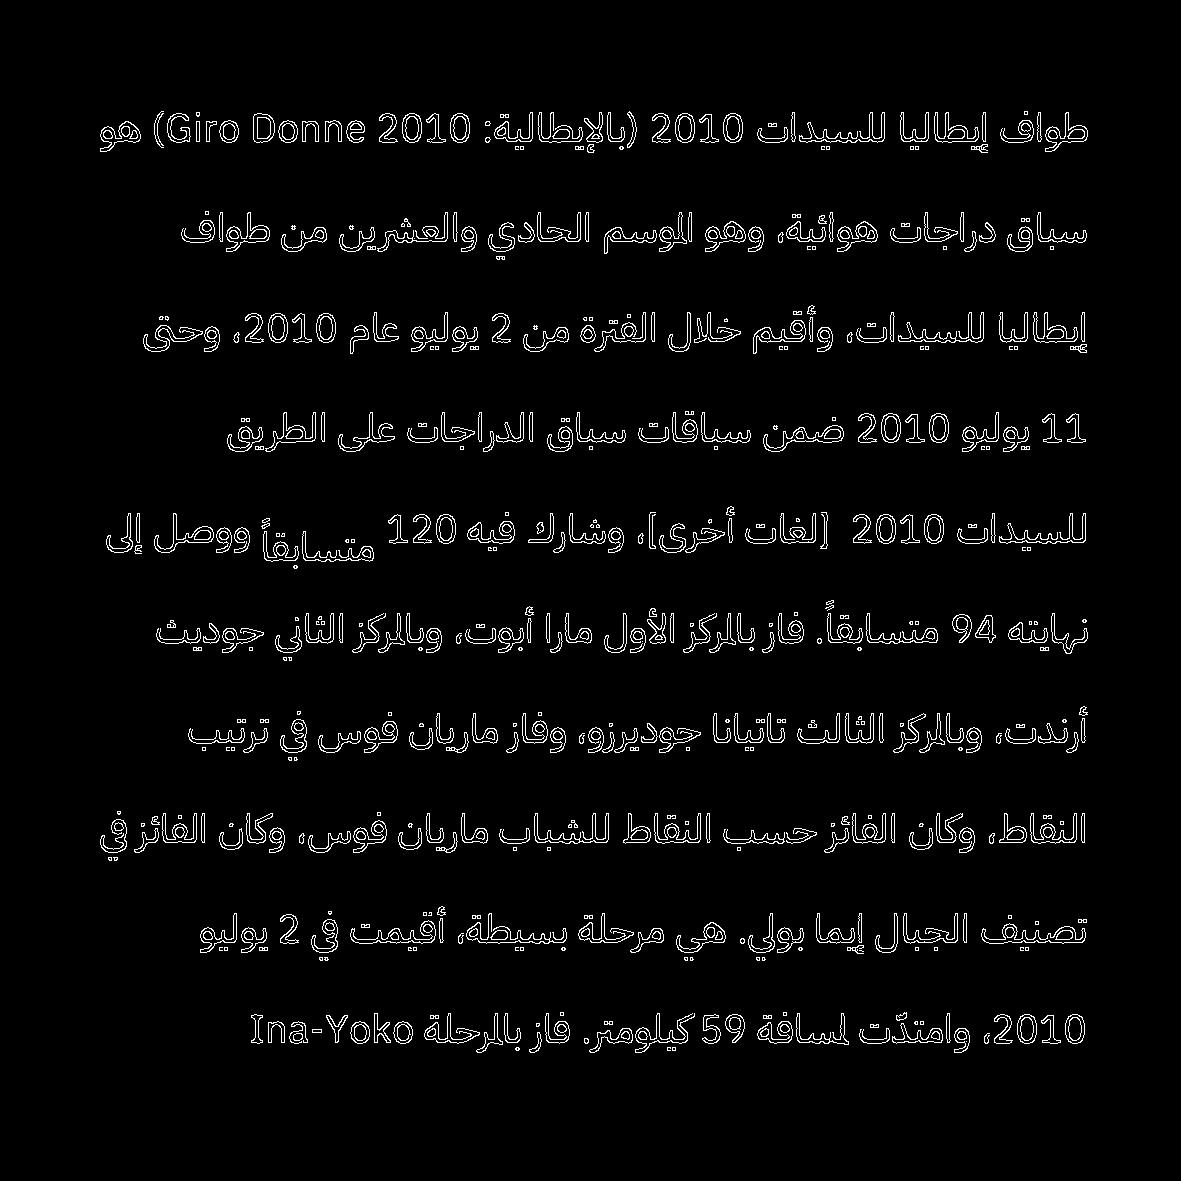 طواف إيطاليا للسيدات 2010 (بالإيطالية: Giro Donne 2010) هو
سباق دراجات هوائية، وهو الموسم الحادي والعشرين من طواف
إيطاليا للسيدات، وأقيم خلال الفترة من 2 يوليو عام 2010، وحتى
11 يوليو 2010 ضمن سباقات سباق الدراجات على الطريق
للسيدات 2010 [لغات أخرى]، وشارك فيه 120 متسابقاً ووصل إلى
نهايته 94 متسابقاً. فاز بالمركز الأول مارا أبوت، وبالمركز الثاني جوديث
أرندت، وبالمركز الثالث تاتيانا جوديرزو، وفاز ماريان فوس في ترتيب
النقاط، وكان الفائز حسب النقاط للشباب ماريان فوس، وكان الفائز في
تصنيف الجبال إيما بولي. هي مرحلة بسيطة، أقيمت في 2 يوليو
2010، وامتدّت لمسافة 59 كيلومتر. فاز بالمرحلة Ina-Yoko